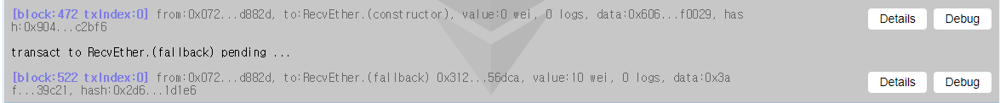 [block:472 txIndex:0] from:0x072...d882d, to:RecvEther.(constructor), value:0 wei, 0 logs, data:0x606...f0029, has
h:0x904...c2bf6
Details
Debug
transact to RecvEther.(fallback) pending ...
[block:522 txIndex:0] from:0x072...d882d, to:RecvEther.(fallback) 0x312...56dca, value:10 wei, 0 logs, data:0x3a
f...39c21, hash:0x2d6...1d1e6
Details
Debug